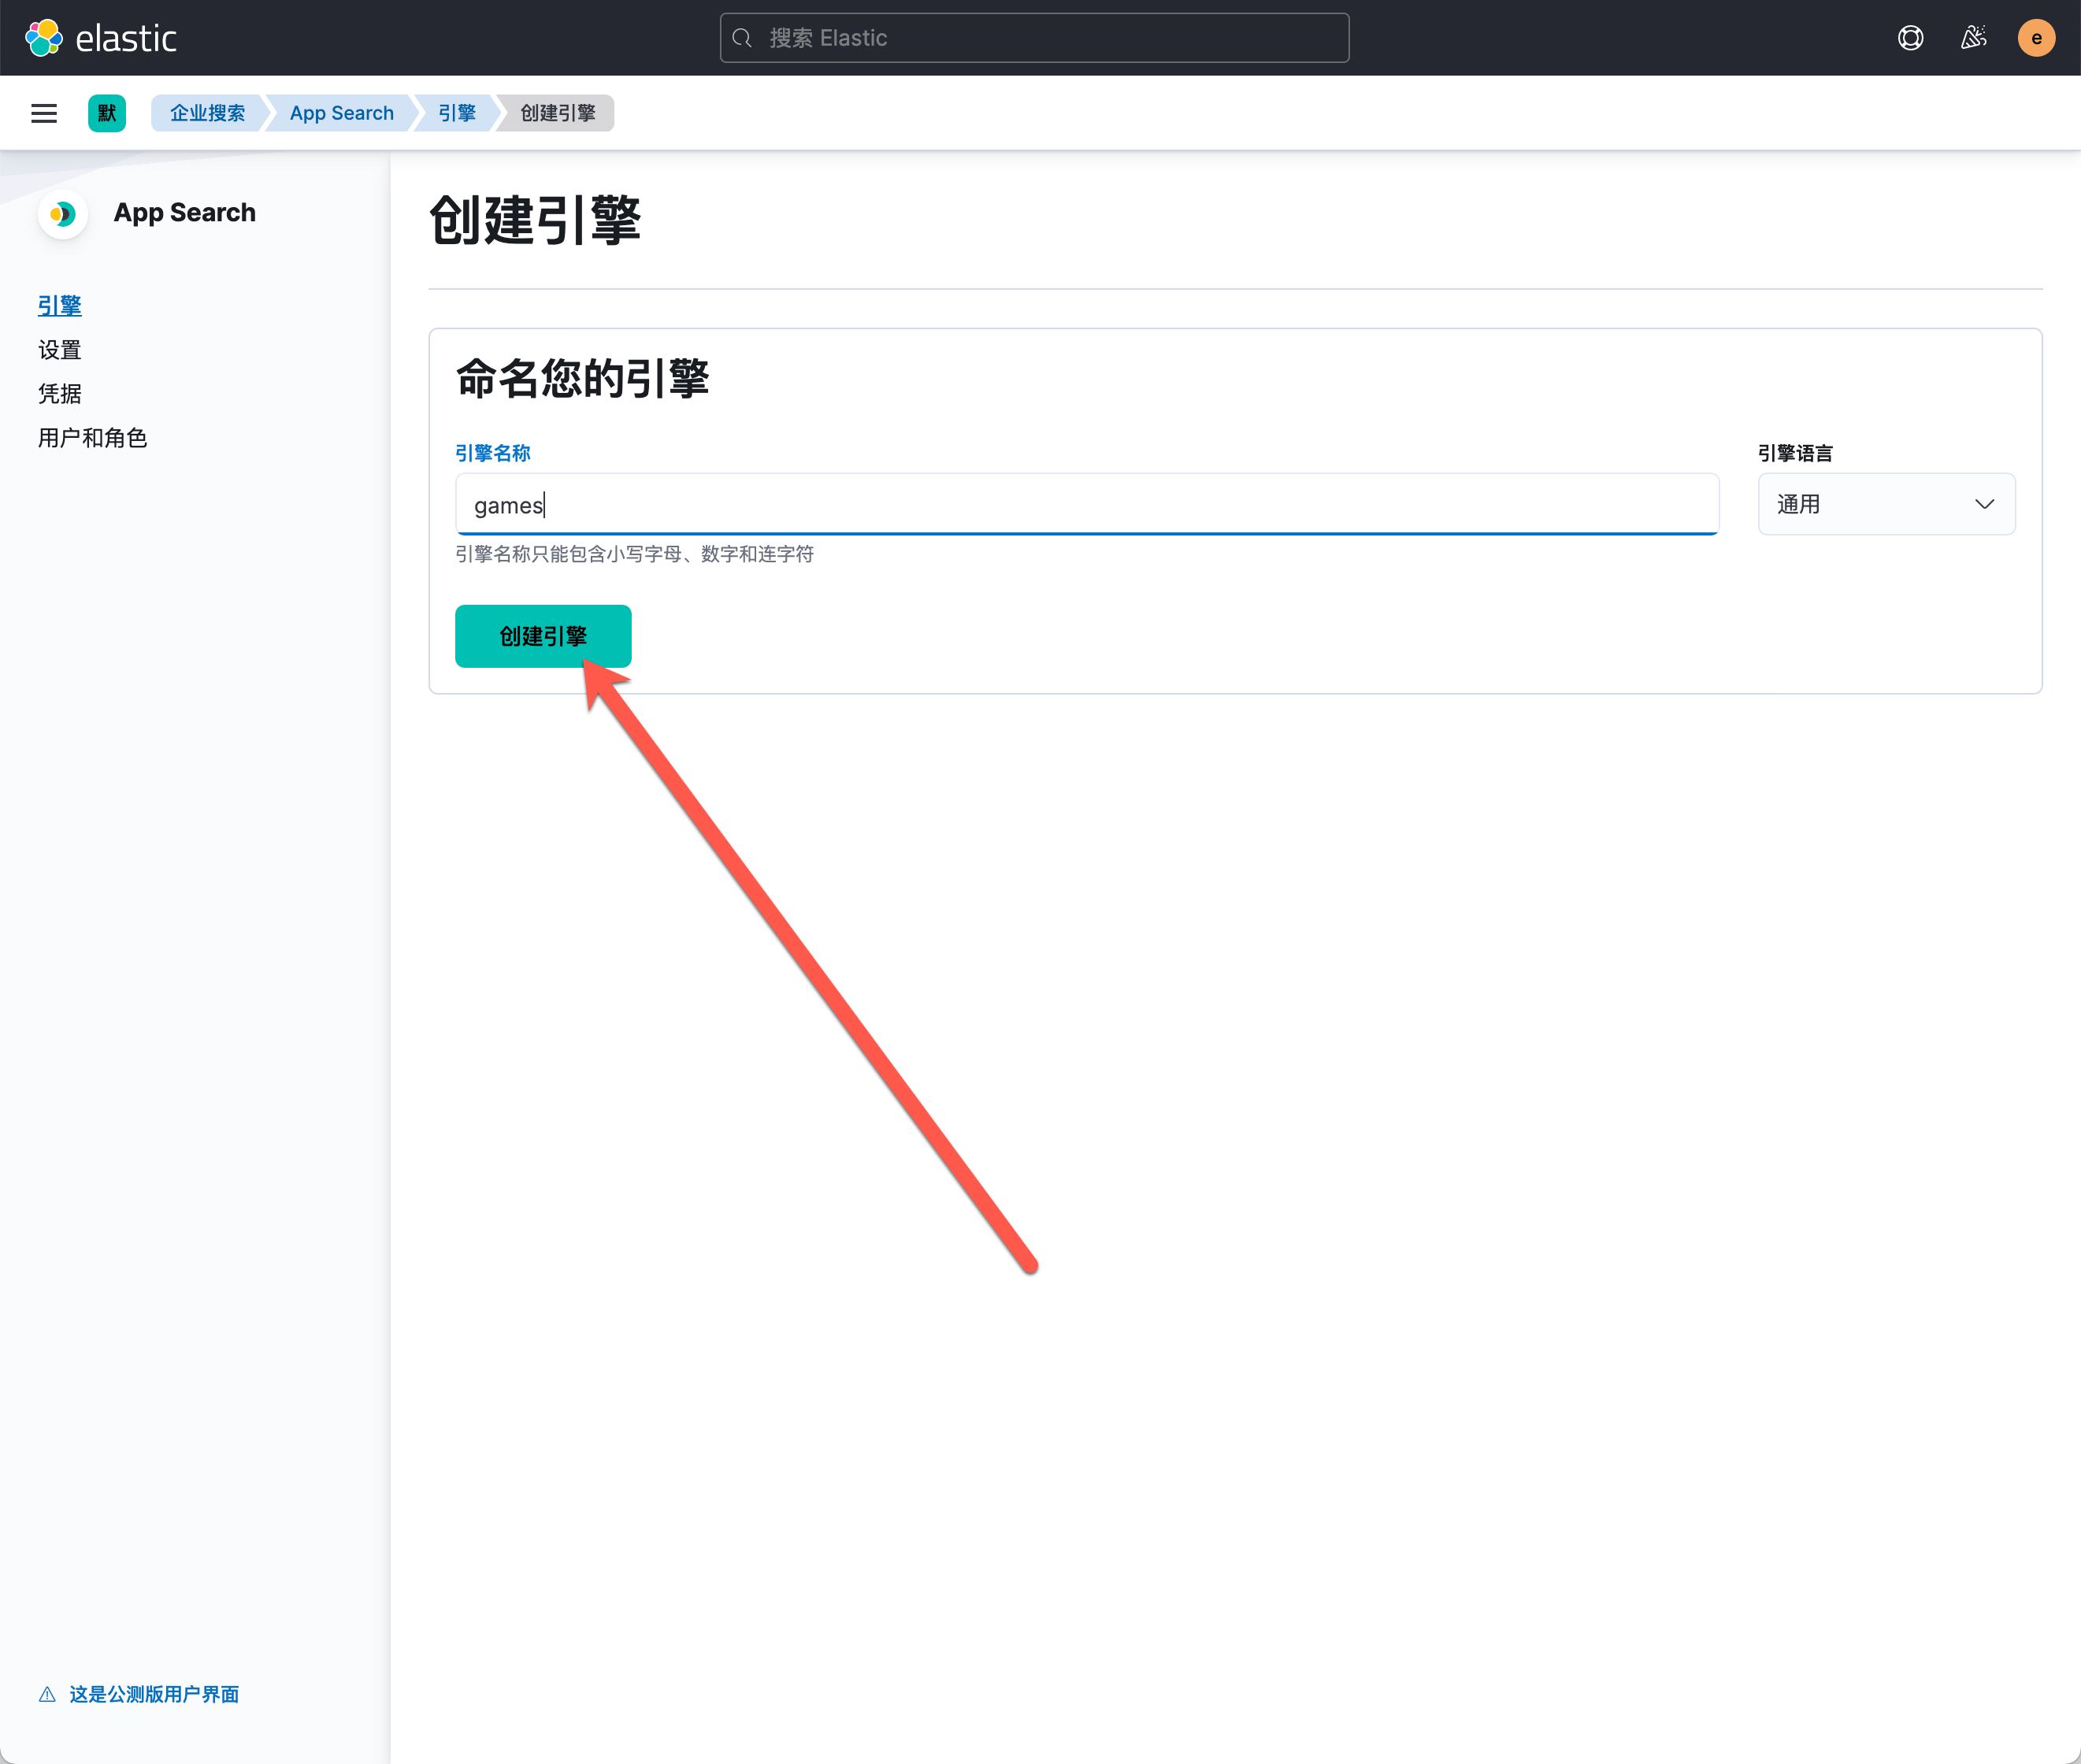 elastic
搜索 Elastic
e
默
企业搜索
App Search
引擎
创建引擎
App Search
引擎
设置
凭据
用户和角色
创建引擎
命名您的引擎
引擎名称
引擎语言
games
通用
引擎名称只能包含小写字母、数字和连字符
创建引擎
这是公测版用户界面